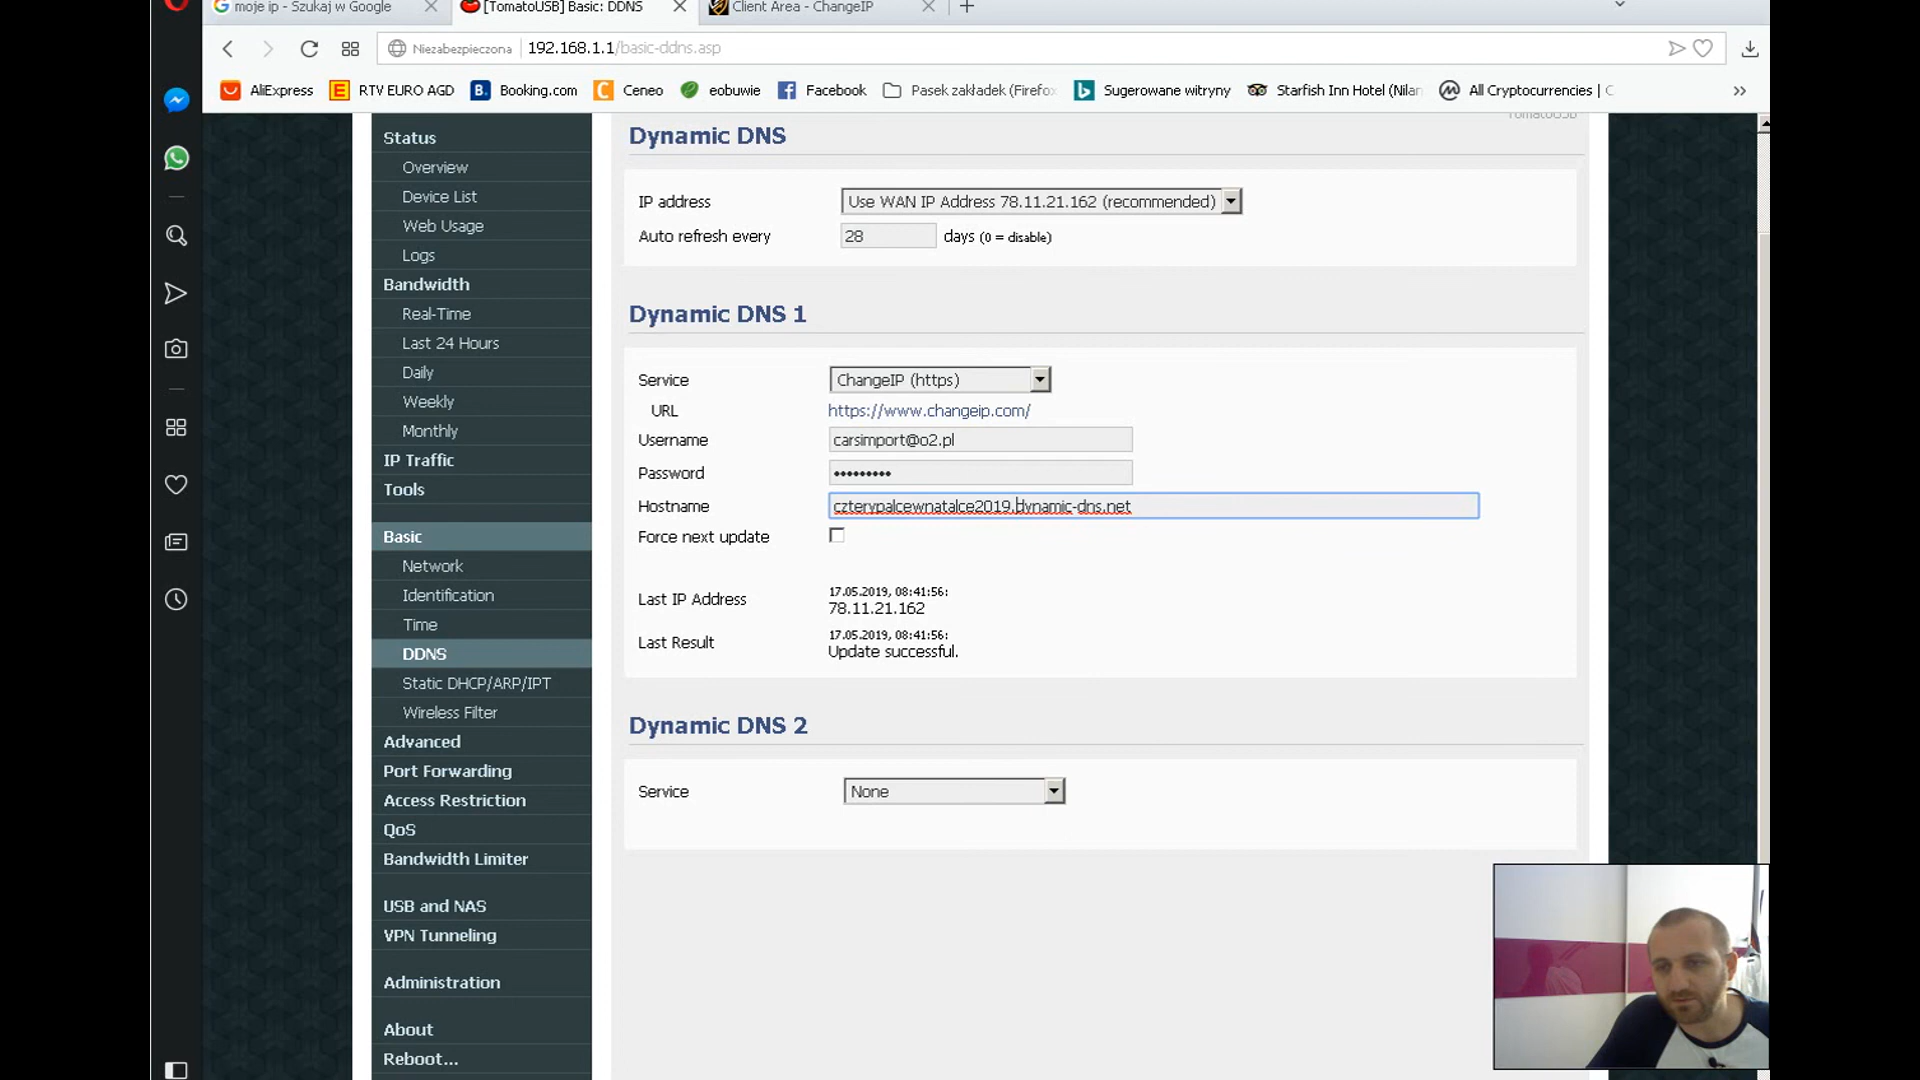 moje ip - Szukaj w Google
[TomatoUSB] Basic: DDNS
Client Area - ChangeIP
Niezabezpieczona
192.168.1.1/basic-ddns.asp
AliExpress
RTV EURO AGD
Booking.com
Ceneo
eobuwie
Facebook
Pasek zakładek (Firefox
Sugerowane witryny
Starfish Inn Hotel (Nilan
All Cryptocurrencies | C
TomatoUSB
Status
Overview
Device List
Web Usage
Logs
Bandwidth
Real-Time
Last 24 Hours
Daily
Weekly
Monthly
IP Traffic
Tools
Basic
Network
Identification
Time
DDNS
Static DHCP/ARP/IPT
Wireless Filter
Advanced
Port Forwarding
Access Restriction
QoS
Bandwidth Limiter
USB and NAS
VPN Tunneling
Administration
About
Reboot...
Dynamic DNS
IP address
Use WAN IP Address 78.11.21.162 (recommended)
Auto refresh every
28
days (0 = disable)
Dynamic DNS 1
Service
ChangeIP (https)
URL
https://www.changeip.com/
Username
carsimport@o2.pl
Password
•••••••••
Hostname
czterypalcewnatalce2019.dynamic-dns.net
Force next update
Last IP Address
17.05.2019, 08:41:56:
78.11.21.162
Last Result
17.05.2019, 08:41:56:
Update successful.
Dynamic DNS 2
Service
None